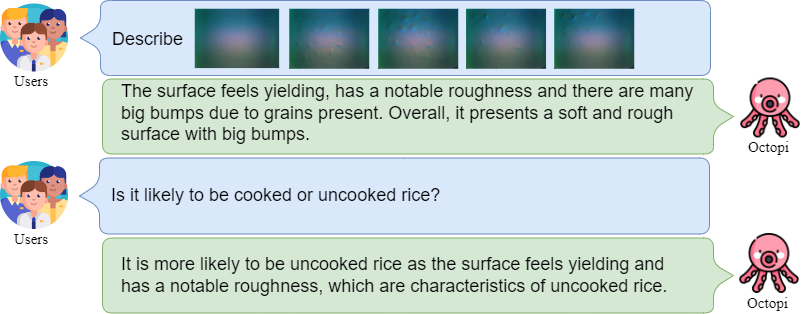 Describe
Users
The surface feels yielding, has a notable roughness and there are many
big bumps due to grains present. Overall, it presents a soft and rough
surface with big bumps.
Octopi
Is it likely to be cooked or uncooked rice?
Users
It is more likely to be uncooked rice as the surface feels yielding and
has a notable roughness, which are characteristics of uncooked rice.
Octopi